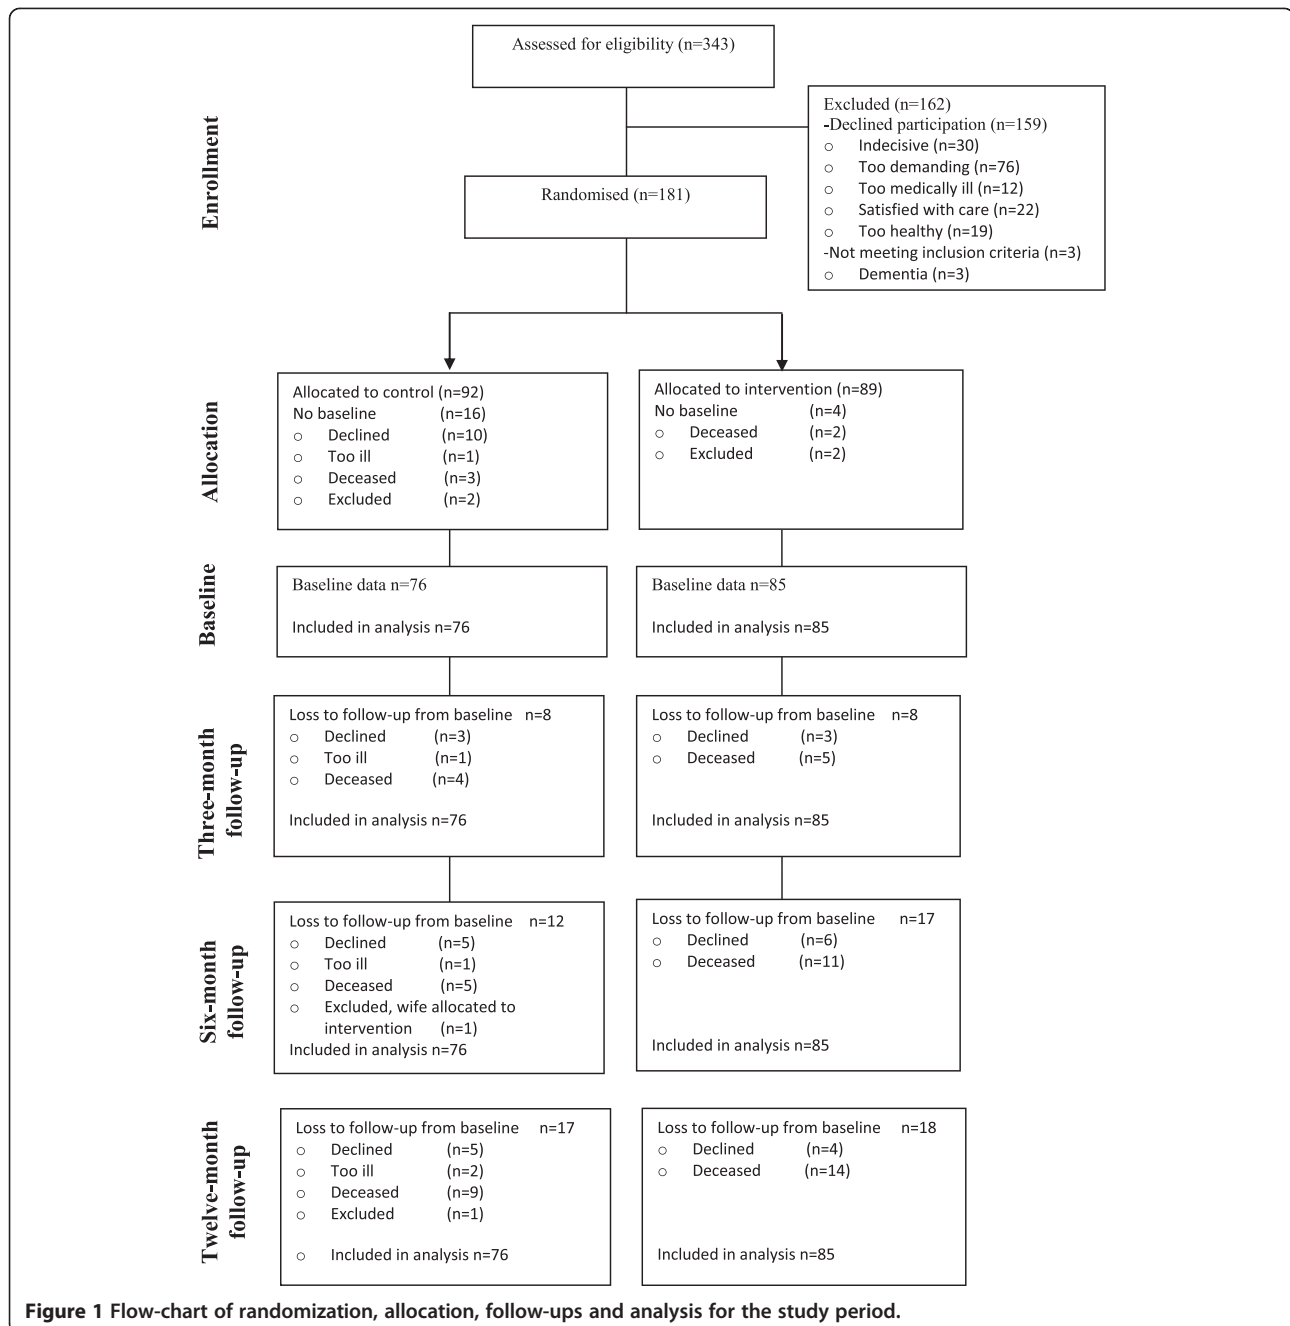 Assessed for eligibility (n=343)
Enrollment
Excluded (n=162)
-Declined participation (n=159)
○ Indecisive (n=30)
○ Too demanding (n=76)
○ Too medically ill (n=12)
○ Satisfied with care (n=22)
○ Too healthy (n=19)
-Not meeting inclusion criteria (n=3)
○ Dementia (n=3)
Randomised (n=181)
Allocation
Allocated to control (n=92)
No baseline (n=16)
○ Declined (n=10)
○ Too ill (n=1)
○ Deceased (n=3)
○ Excluded (n=2)
Allocated to intervention (n=89)
No baseline (n=4)
○ Deceased (n=2)
○ Excluded (n=2)
Baseline
Baseline data n=76
Included in analysis n=76
Baseline data n=85
Included in analysis n=85
Three-month
follow-up
Loss to follow-up from baseline n=8
○ Declined (n=3)
○ Too ill (n=1)
○ Deceased (n=4)
Included in analysis n=76
Loss to follow-up from baseline n=8
○ Declined (n=3)
○ Deceased (n=5)
Included in analysis n=85
Six-month
follow-up
Loss to follow-up from baseline n=12
○ Declined (n=5)
○ Too ill (n=1)
○ Deceased (n=5)
○ Excluded, wife allocated to
intervention (n=1)
Included in analysis n=76
Loss to follow-up from baseline n=17
○ Declined (n=6)
○ Deceased (n=11)
Included in analysis n=85
Twelve-month
follow-up
Loss to follow-up from baseline n=17
○ Declined (n=5)
○ Too ill (n=2)
○ Deceased (n=9)
○ Excluded (n=1)
○ Included in analysis n=76
Loss to follow-up from baseline n=18
○ Declined (n=4)
○ Deceased (n=14)
Included in analysis n=85
Figure 1 Flow-chart of randomization, allocation, follow-ups and analysis for the study period.